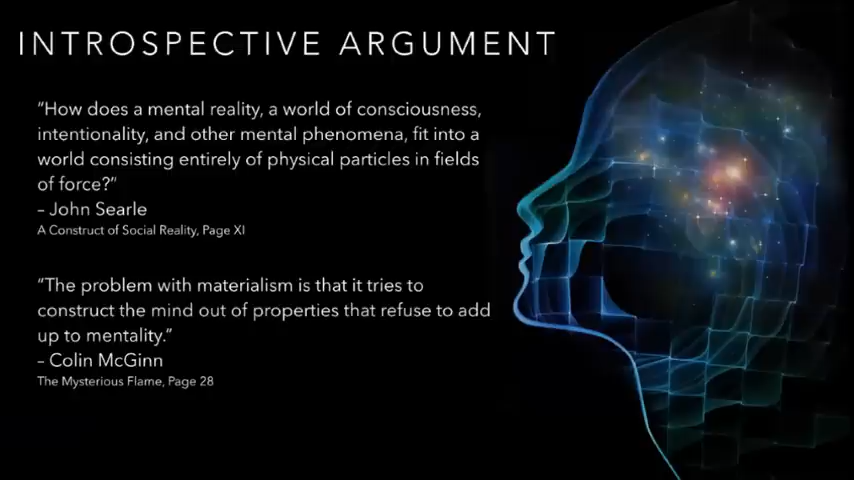 INTROSPECTIVE ARGUMENT
“How does a mental reality, a world of consciousness,
intentionality, and other mental phenomena, fit into a
world consisting entirely of physical particles in fields
of force?”
– John Searle
A Construct of Social Reality, Page XI
“The problem with materialism is that it tries to
construct the mind out of properties that refuse to add
up to mentality.”
– Colin McGinn
The Mysterious Flame, Page 28